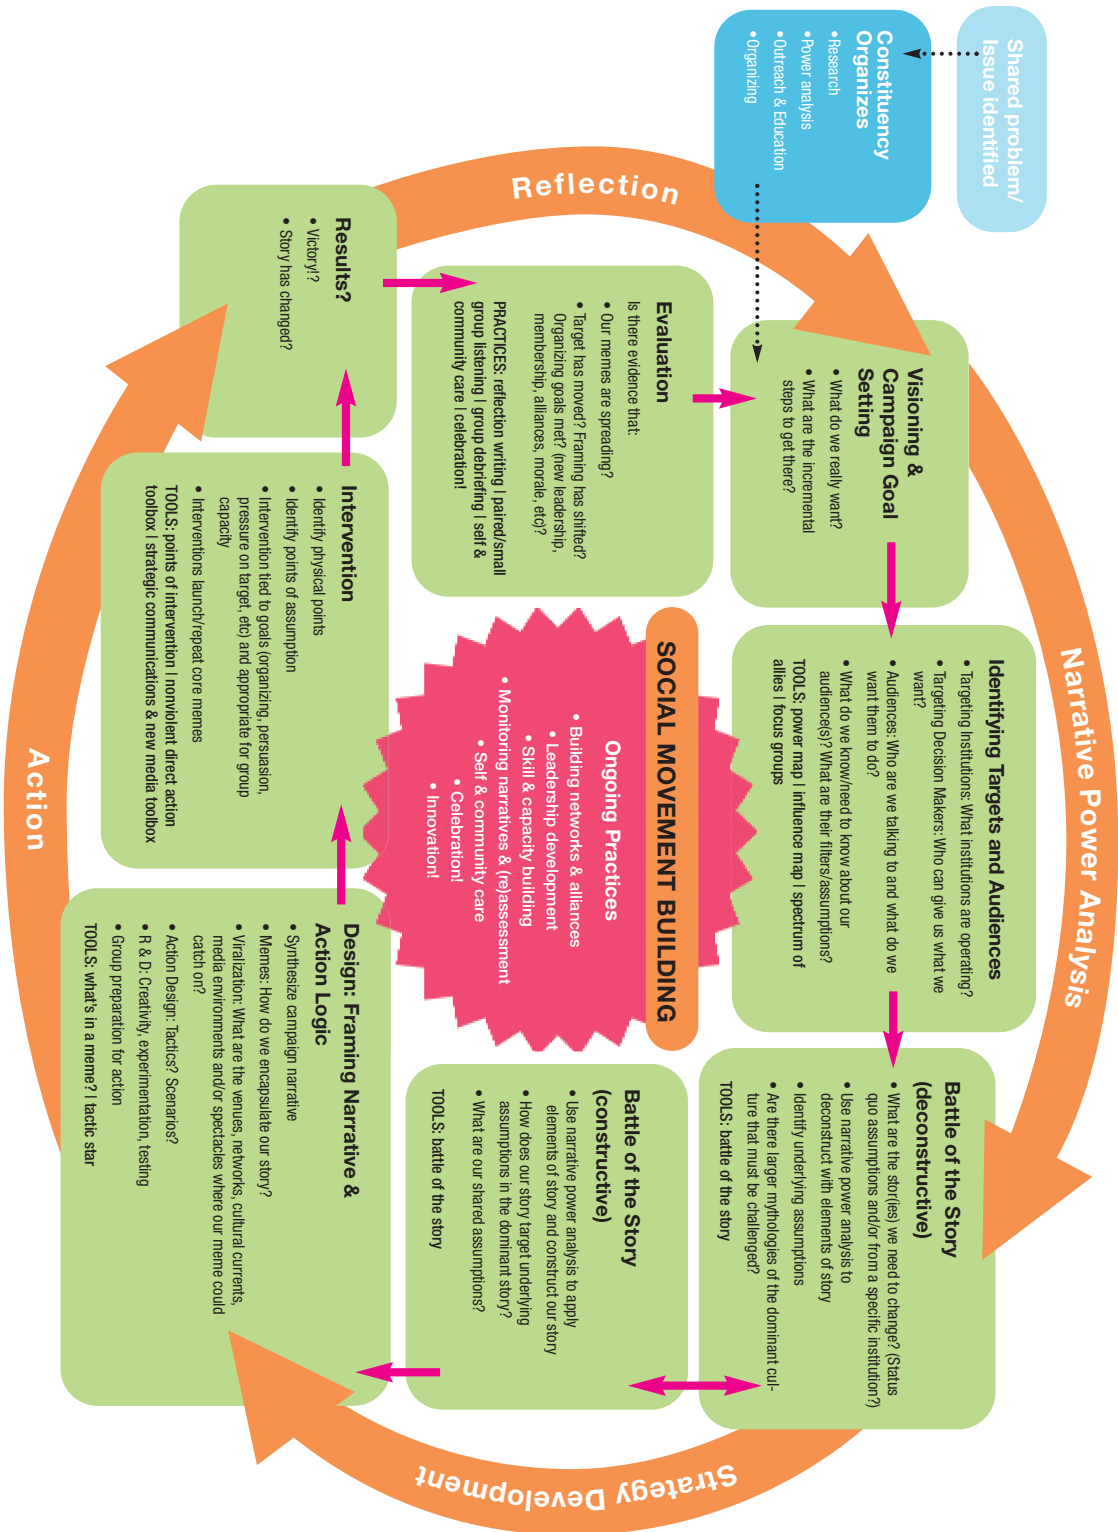 Shared problem/
Issue identified
Constituency
Organizes
• Research
• Power analysis
• Outreach & Education
• Organizing
Reflection
Narrative Power Analysis
Strategy Development
Action
Visioning &
Campaign Goal
Setting
• What do we really want?
• What are the incremental
steps to get there?
Identifying Targets and Audiences
• Targeting Institutions: What institutions are operating?
• Targeting Decision Makers: Who can give us what we
want?
• Audiences: Who are we talking to and what do we
want them to do?
• What do we know/need to know about our
audience(s)? What are their filters/assumptions?
TOOLS: power map | influence map | spectrum of
allies | focus groups
Battle of the Story
(deconstructive)
• What are the stor(ies) we need to change? (Status
quo assumptions and/or from a specific institution?)
• Use narrative power analysis to
deconstruct with elements of story
• Identify underlying assumptions
• Are there larger mythologies of the dominant cul-
ture that must be challenged?
TOOLS: battle of the story
Battle of the Story
(constructive)
• Use narrative power analysis to apply
elements of story and construct our story
• How does our story target underlying
assumptions in the dominant story?
• What are our shared assumptions?
TOOLS: battle of the story
Design: Framing Narrative &
Action Logic
• Synthesize campaign narrative
• Memes: How do we encapsulate our story?
• Viralization: What are the venues, networks, cultural currents,
media environments and/or spectacles where our meme could
catch on?
• Action Design: Tactics? Scenarios?
• R & D: Creativity, experimentation, testing
• Group preparation for action
TOOLS: what's in a meme? | tactic star
Intervention
• Identify physical points
• Identify points of assumption
• Intervention tied to goals (organizing, persuasion,
pressure on target, etc) and appropriate for group
capacity
• Interventions launch/repeat core memes
TOOLS: points of intervention | nonviolent direct action
toolbox | strategic communications & new media toolbox
Results?
• Victory!?
• Story has changed?
Evaluation
Is there evidence that:
• Our memes are spreading?
• Target has moved? Framing has shifted?
Organizing goals met? (new leadership,
membership, alliances, morale, etc)?
PRACTICES: reflection writing | paired/small
group listening | group debriefing | self &
community care | celebration!
SOCIAL MOVEMENT BUILDING
Ongoing Practices
• Building networks & alliances
• Leadership development
• Skill & capacity building
• Monitoring narratives & (re)assessment
• Self & community care
• Celebration!
• Innovation!